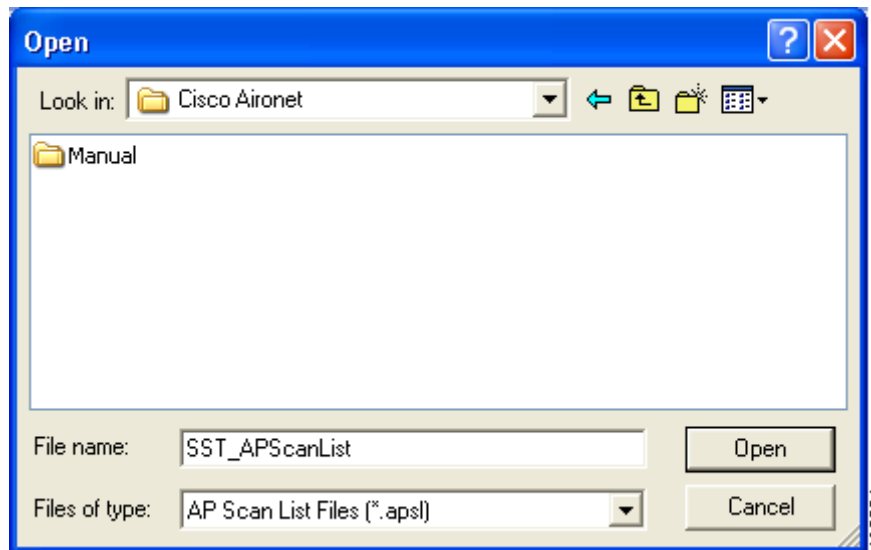 Open
Look in: Cisco Aironet
Manual
File name: SST_APScanList Open
Files of type: AP Scan List Files (*.apsl) Cancel